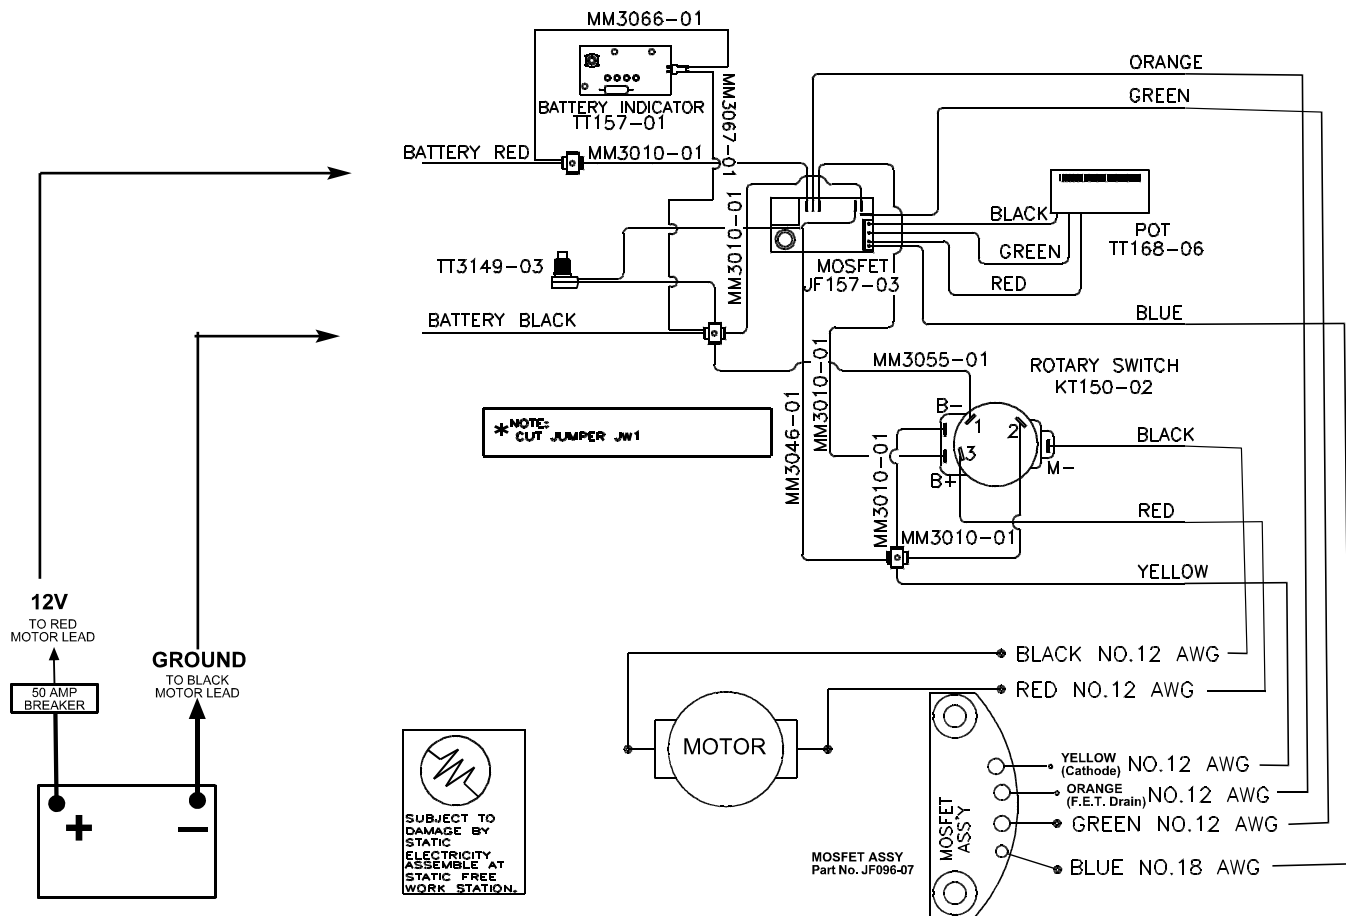 MM3066-01
ORANGE
GREEN
BATTERY INDICATOR
TT157-01
MM3067-01
BATTERY RED
MM3010-01
MM3010-01
BLACK
POT
TT168-06
GREEN
RED
TT3149-03
MOSFET
JF157-03
BATTERY BLACK
BLUE
MM3055-01
ROTARY SWITCH
KT150-02
MM3010-01
MM3046-01
*NOTE:
CUT JUMPER JW1
B-
1
2
3
B+
M-
BLACK
MM3010-01
RED
MM3010-01
YELLOW
12V
TO RED
MOTOR LEAD
GROUND
TO BLACK
MOTOR LEAD
50 AMP
BREAKER
+
−
BLACK NO.12 AWG
RED NO.12 AWG
MOTOR
YELLOW
(Cathode) NO.12 AWG
ORANGE
(F.E.T. Drain) NO.12 AWG
GREEN NO.12 AWG
BLUE NO.18 AWG
MOSFET
ASS'Y
MOSFET ASSY
Part No. JF096-07
SUBJECT TO
DAMAGE BY
STATIC
ELECTRICITY
ASSEMBLE AT
STATIC FREE
WORK STATION.